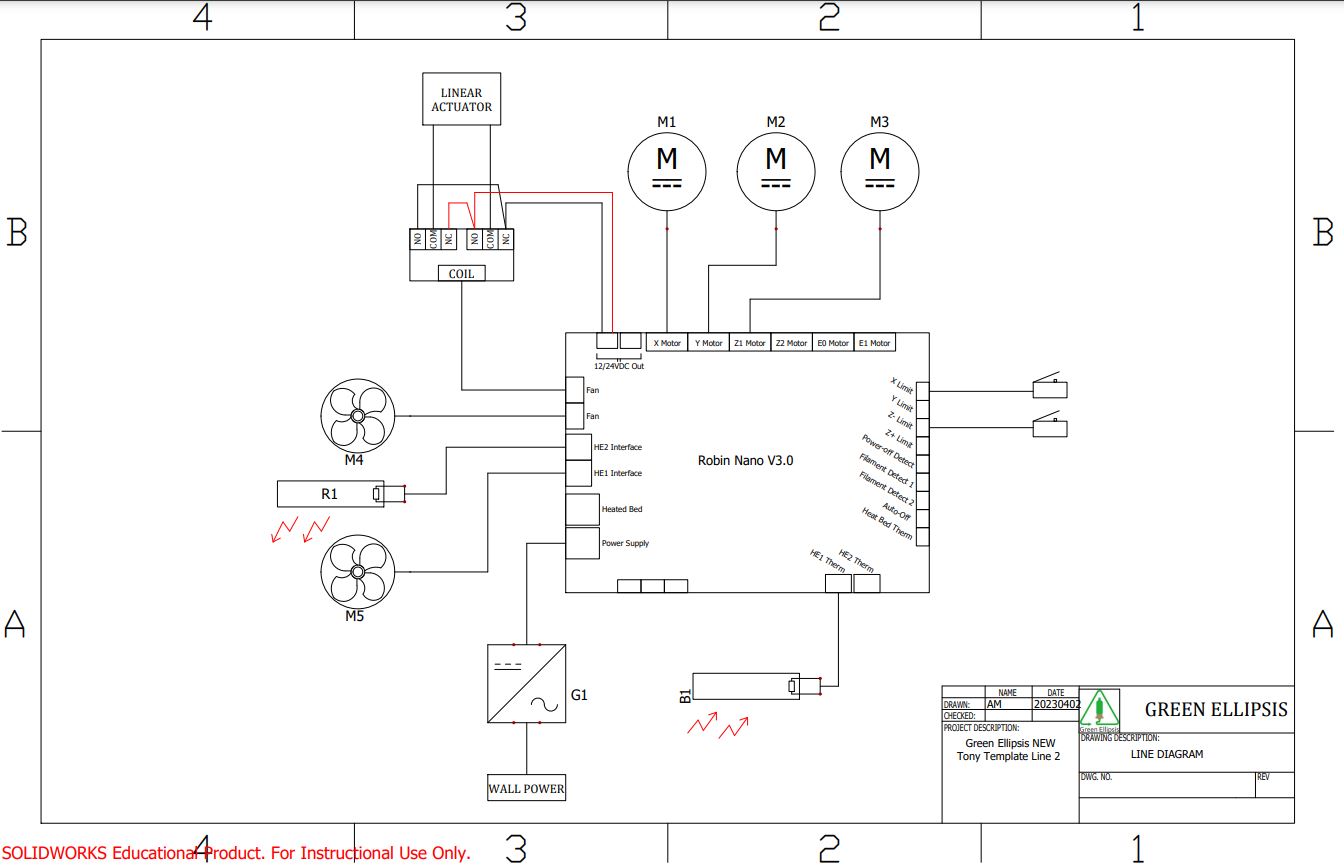 4 3 2 1
LINEAR
ACTUATOR
M1 M2 M3
M M M
B B
NO COM NC NO COM NC
COIL
12/24VDC Out
X Motor Y Motor Z1 Motor Z2 Motor E0 Motor E1 Motor
Fan
Fan
HE2 Interface
HE1 Interface
Heated Bed
Power Supply
Robin Nano V3.0
X Limit
Y Limit
Z- Limit
Z+ Limit
Power-off Detect
Filament Detect 1
Filament Detect 2
Auto-Off
Heat Bed Therm
HE1 Therm
HE2 Therm
M4
R1
M5
A A
G1
B1
WALL POWER
NAME DATE
DRAWN: AM 20230402
CHECKED:
PROJECT DESCRIPTION:
Green Ellipsis NEW
Tony Template Line 2
Green Ellipsis
GREEN ELLIPSIS
DRAWING DESCRIPTION:
LINE DIAGRAM
DWG. NO. REV
4 3 2 1
SOLIDWORKS Educational Product. For Instructional Use Only.